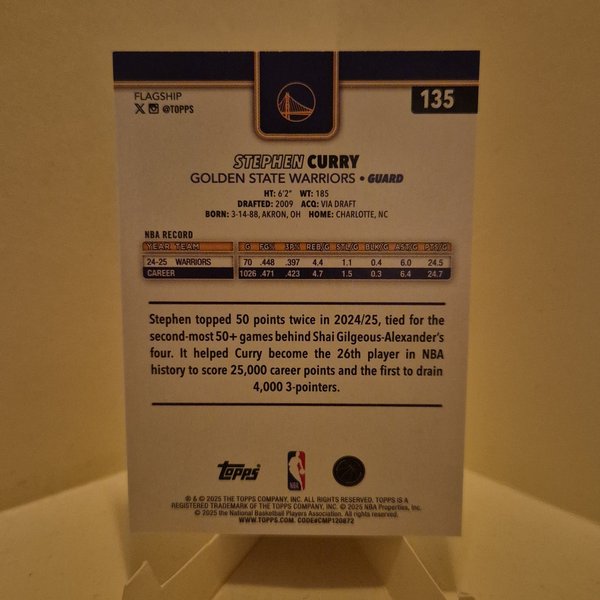 FLAGSHIP
X @TOPPS
135
STEPHEN CURRY
GOLDEN STATE WARRIORS • GUARD
HT: 6'2" WT: 185
DRAFTED: 2009 ACQ: VIA DRAFT
BORN: 3-14-88, AKRON, OH HOME: CHARLOTTE, NC
NBA RECORD
YEAR TEAM G FG% 3P% REB/G STL/G BLK/G AST/G PTS/G
24-25 WARRIORS 70 .448 .397 4.4 1.1 0.4 6.0 24.5
CAREER 1026 .471 .423 4.7 1.5 0.3 6.4 24.7
Stephen topped 50 points twice in 2024/25, tied for the
second-most 50+ games behind Shai Gilgeous-Alexander's
four. It helped Curry become the 26th player in NBA
history to score 25,000 career points and the first to drain
4,000 3-pointers.
Topps NBA
® & © 2025 THE TOPPS COMPANY, INC. ALL RIGHTS RESERVED. TOPPS IS A
REGISTERED TRADEMARK OF THE TOPPS COMPANY, INC. © 2025 NBA Properties, Inc.
© 2025 the National Basketball Players Association. All rights reserved.
WWW.TOPPS.COM. CODE#CMP120872